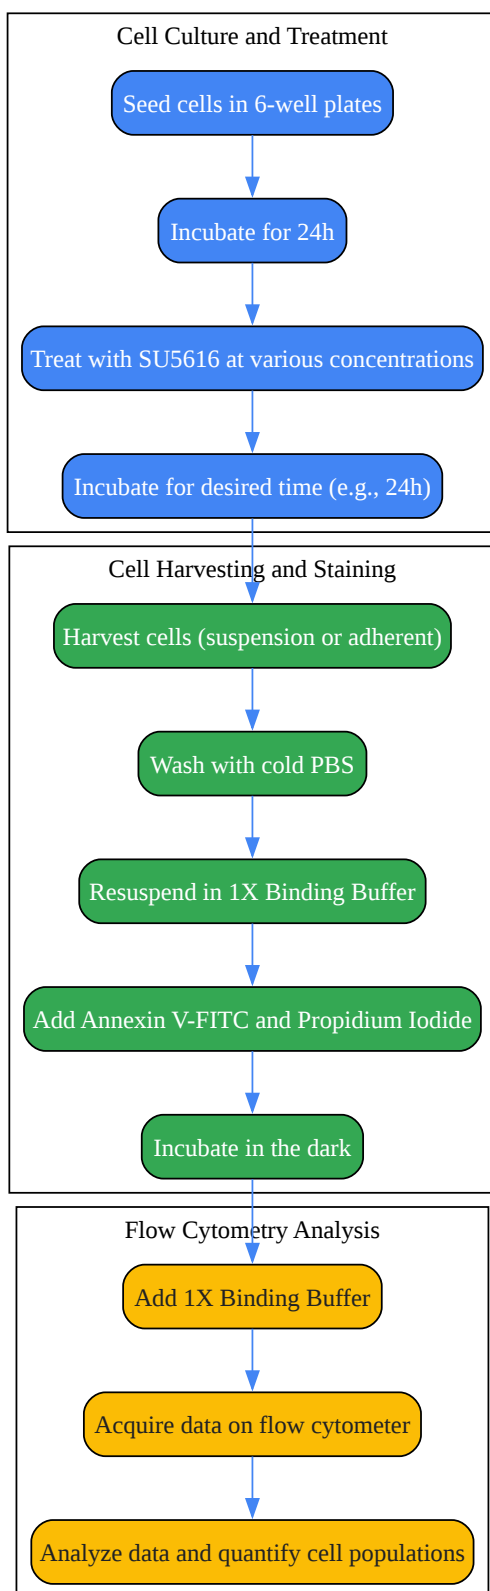 Cell Culture and Treatment
Seed cells in 6-well plates
Incubate for 24h
Treat with SU5616 at various concentrations
Incubate for desired time (e.g., 24h)
Cell Harvesting and Staining
Harvest cells (suspension or adherent)
Wash with cold PBS
Resuspend in 1X Binding Buffer
Add Annexin V-FITC and Propidium Iodide
Incubate in the dark
Flow Cytometry Analysis
Add 1X Binding Buffer
Acquire data on flow cytometer
Analyze data and quantify cell populations